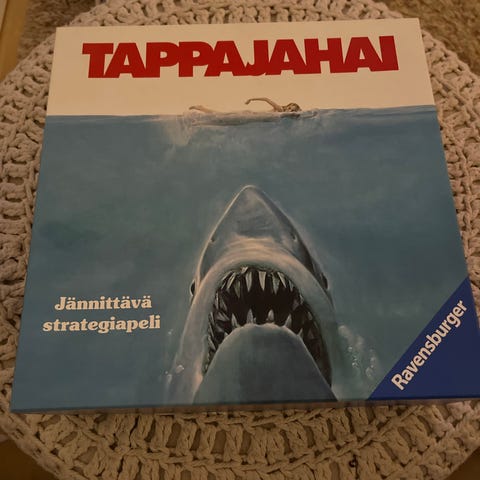 TAPPAJAHAI
Jännittävä
strategiapeli
Ravensburger